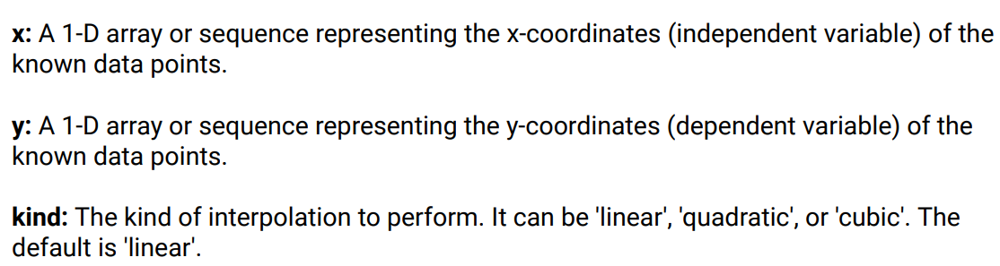 x: A 1-D array or sequence representing the x-coordinates (independent variable) of the
known data points.
y: A 1-D array or sequence representing the y-coordinates (dependent variable) of the
known data points.
kind: The kind of interpolation to perform. It can be 'linear', 'quadratic', or 'cubic'. The
default is 'linear'.